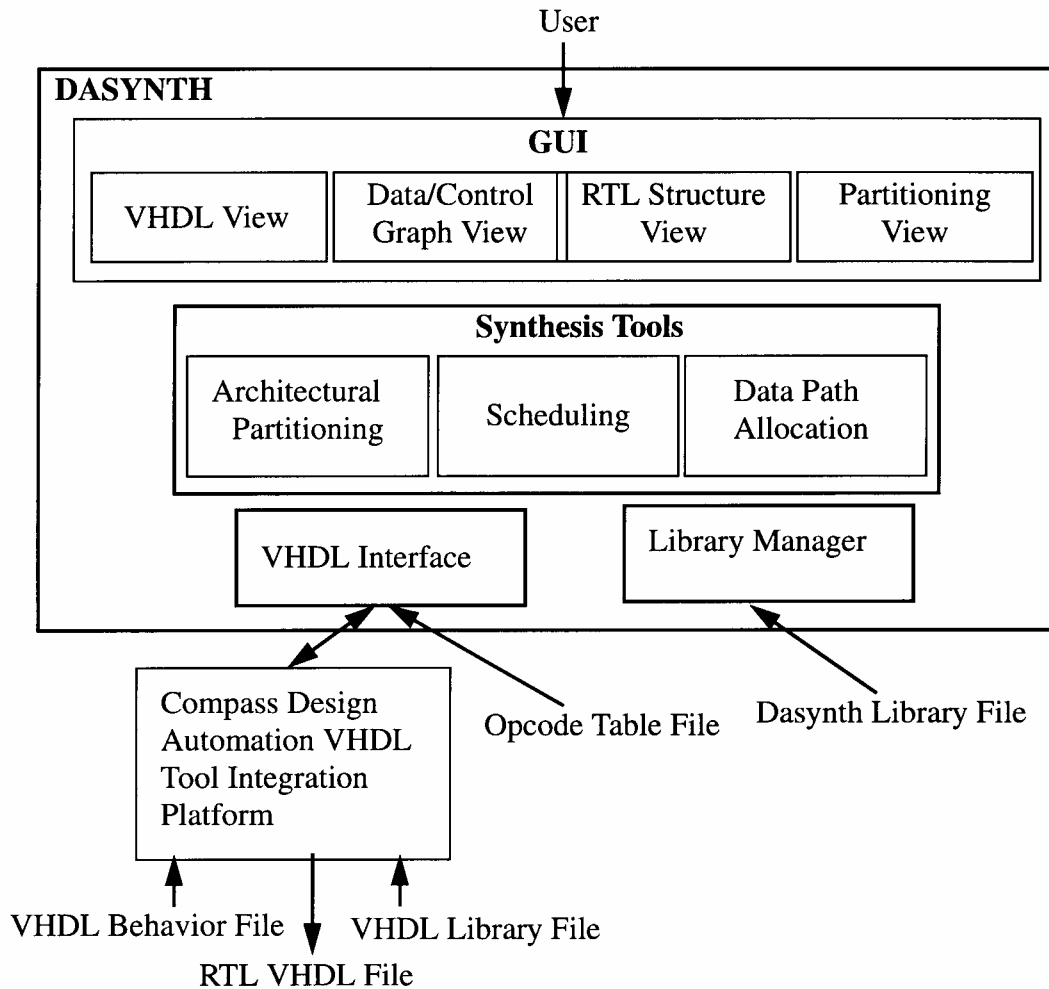 User
DASYNTH
GUI
VHDL View
Data/Control
Graph View
RTL Structure
View
Partitioning
View
Synthesis Tools
Architectural
Partitioning
Scheduling
Data Path
Allocation
VHDL Interface
Library Manager
Compass Design
Automation VHDL
Tool Integration
Platform
Opcode Table File
Dasynth Library File
VHDL Behavior File
VHDL Library File
RTL VHDL File